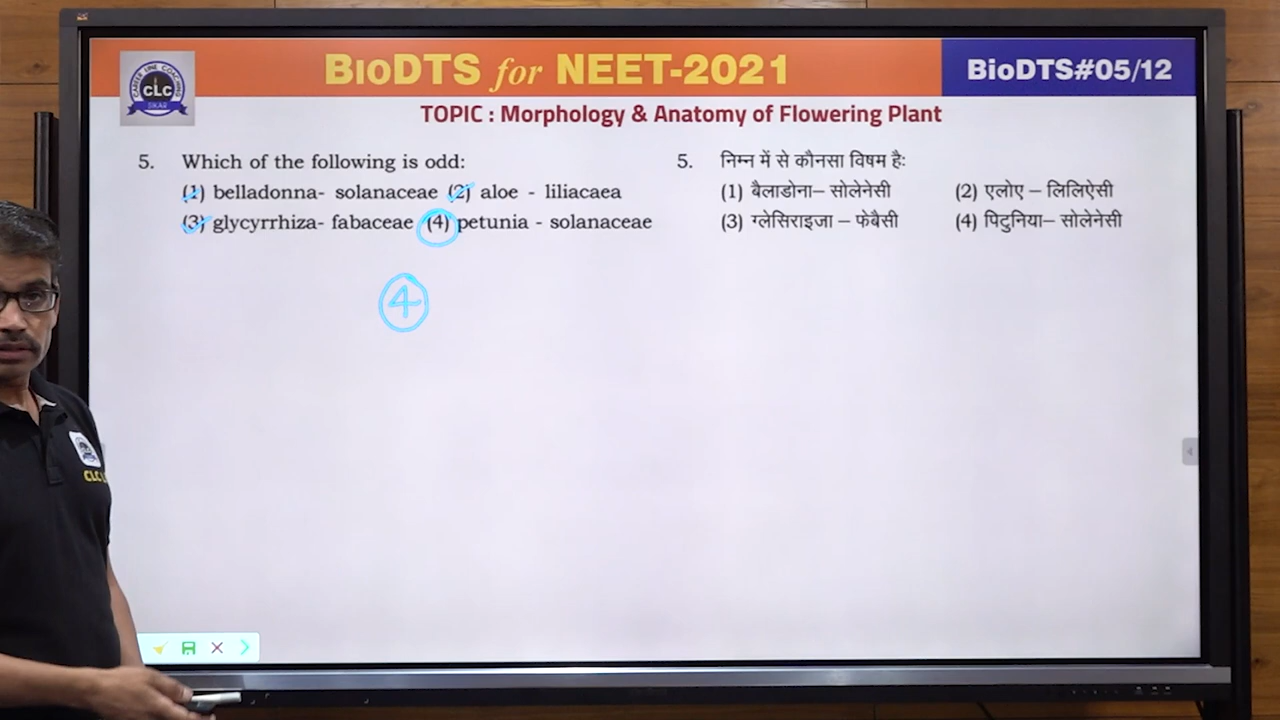 BIODTS for NEET-2021
BioDTS#05/12
CAREER LINE COACHING
CLC
SIKAR
TOPIC : Morphology & Anatomy of Flowering Plant
5. Which of the following is odd:
(1) belladonna- solanaceae (2) aloe - liliacaea
(3) glycyrrhiza- fabaceae (4) petunia - solanaceae
4
5. निम्न में से कौनसा विषम है:
(1) बैलाडोना– सोलेनेसी (2) एलोए – लिलिऐसी
(3) ग्लेसिराइजा – फेबैसी (4) पिटुनिया– सोलेनेसी